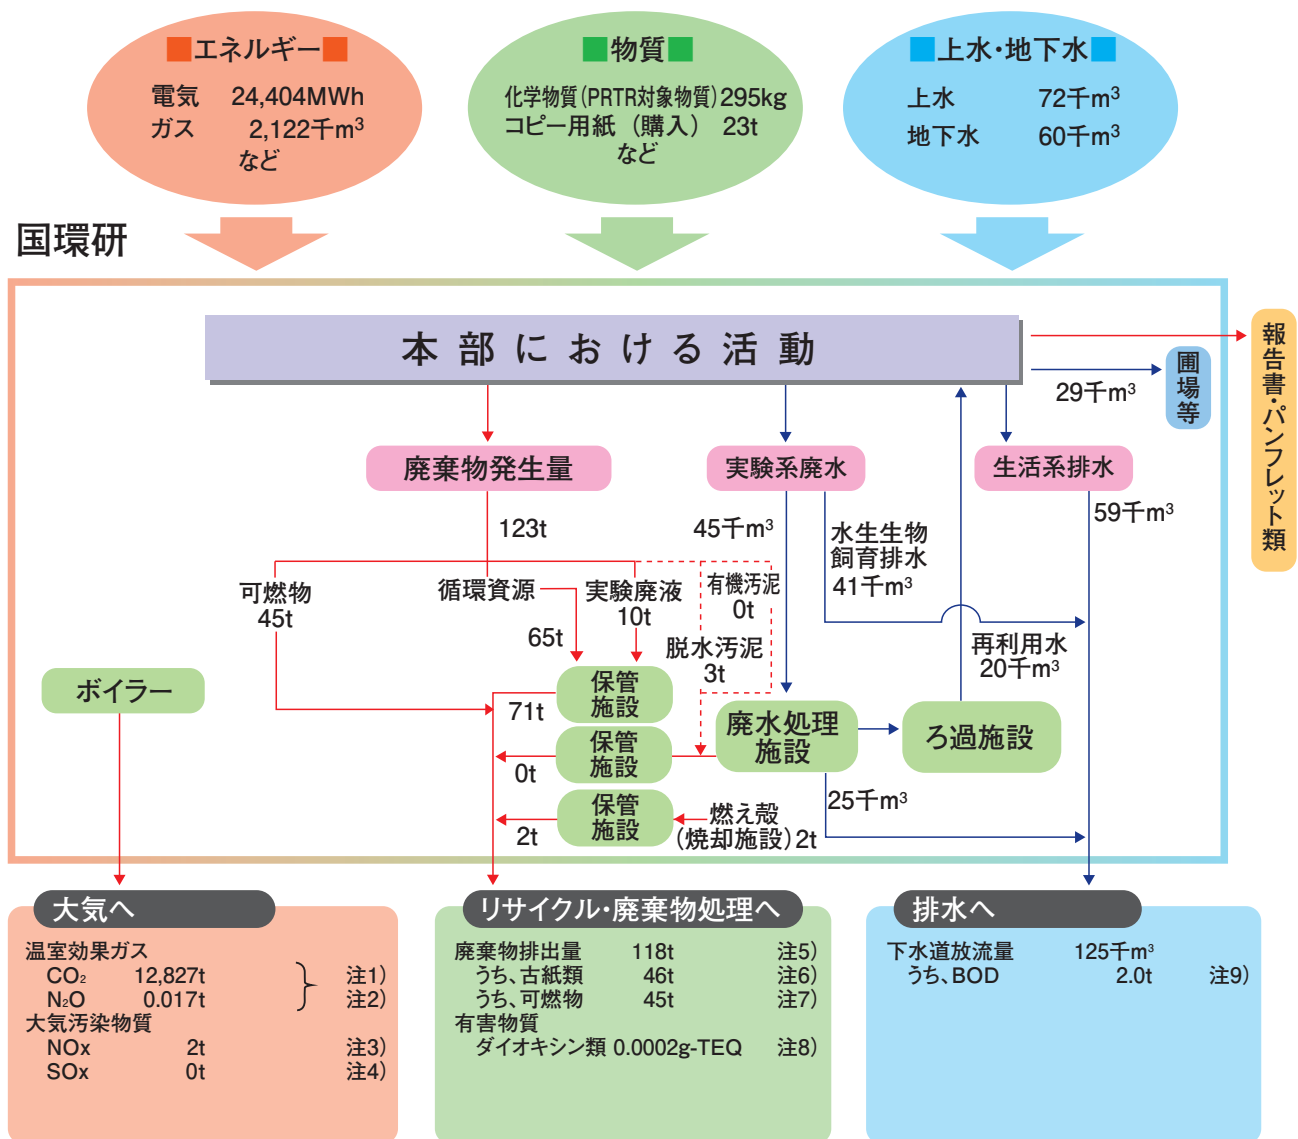 ■エネルギー■
電気 24,404MWh
ガス 2,122千m³
など
■物質■
化学物質(PRTR対象物質)295kg
コピー用紙(購入) 23t
など
■上水・地下水■
上水 72千m³
地下水 60千m³
国環研
本部における活動
報告書・パンフレット類
圃場等
29千m³
廃棄物発生量
実験系廃水
生活系排水
123t
45千m³
水生生物
飼育排水
41千m³
59千m³
可燃物
45t
循環資源
65t
実験廃液
10t
有機汚泥
0t
脱水汚泥
3t
再利用水
20千m³
ボイラー
保管
施設
71t
保管
施設
0t
廃水処理
施設
ろ過施設
25千m³
保管
施設
2t
燃え殻
(焼却施設)2t
大気へ
温室効果ガス
CO₂ 12,827t 注1)
N₂O 0.017t 注2)
大気汚染物質
NOx 2t 注3)
SOx 0t 注4)
リサイクル・廃棄物処理へ
廃棄物排出量 118t 注5)
うち、古紙類 46t 注6)
うち、可燃物 45t 注7)
有害物質
ダイオキシン類 0.0002g-TEQ 注8)
排水へ
下水道放流量 125千m³
うち、BOD 2.0t 注9)